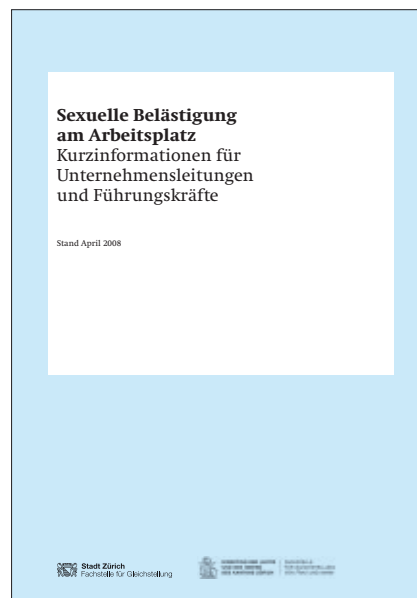 Sexuelle Belästigung
am Arbeitsplatz
Kurzinformationen für
Unternehmensleitungen
und Führungskräfte
Stand April 2008
Stadt Zürich
Fachstelle für Gleichstellung